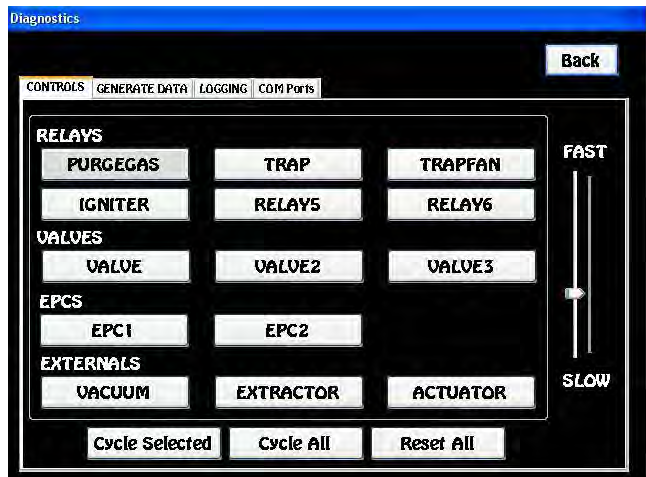 Diagnostics
Back
CONTROLS GENERATE DATA LOGGING COM Ports
RELAYS
PURGEGAS TRAP TRAPFAN
IGNITER RELAY5 RELAY6
VALVES
VALVE VALVE2 VALVE3
EPCS
EPC1 EPC2
EXTERNALS
VACUUM EXTRACTOR ACTUATOR
FAST
SLOW
Cycle Selected Cycle All Reset All